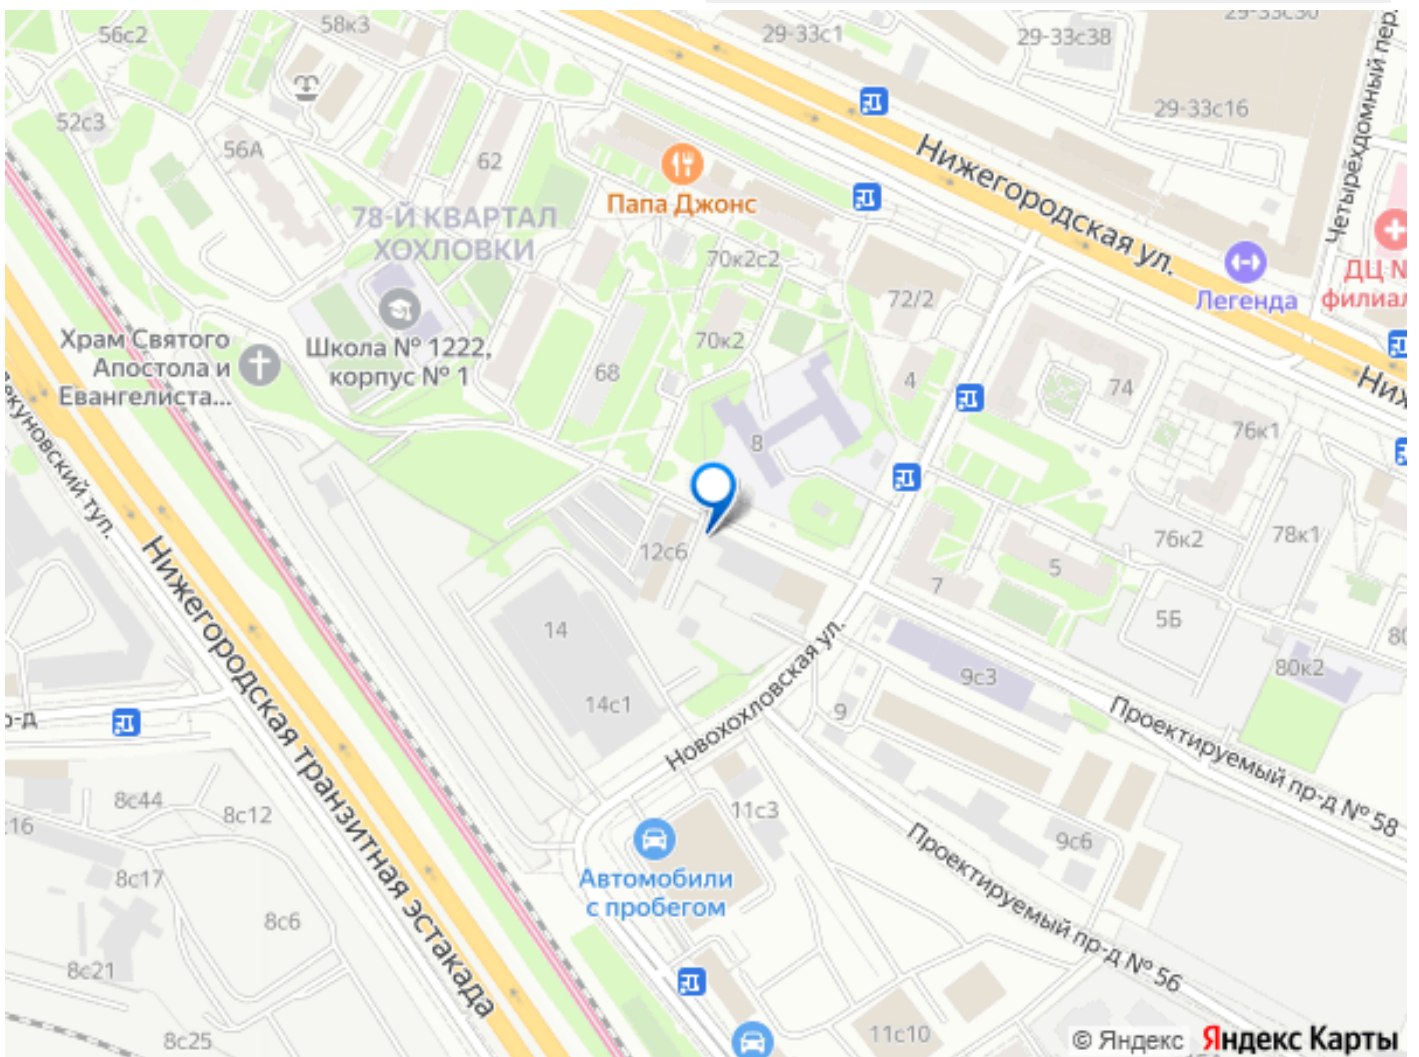 58к3
56с2
29-33с1
29-33с38
29-33с16
52с3
56А
62
Папа Джонс
Нижегородская ул.
Четырёхдомный пер.
78-Й КВАРТАЛ
ХОХЛОВКИ
70к2с2
Легенда
ДЦ №
филиал
72/2
70к2
Храм Святого
Апостола и
Евангелиста...
Школа № 1222,
корпус № 1
68
4
74
76к1
8
12с6
76к2
78к1
7
5
5Б
14
14с1
Новохохловская ул.
9с3
9
80к2
Проектируемый пр-д № 58
Нижегородская транзитная эстакада
8с44
8с12
8с17
8с6
8с21
8с25
11с3
9с6
Автомобили
с пробегом
Проектируемый пр-д № 56
11с10
© Яндекс Яндекс Карты